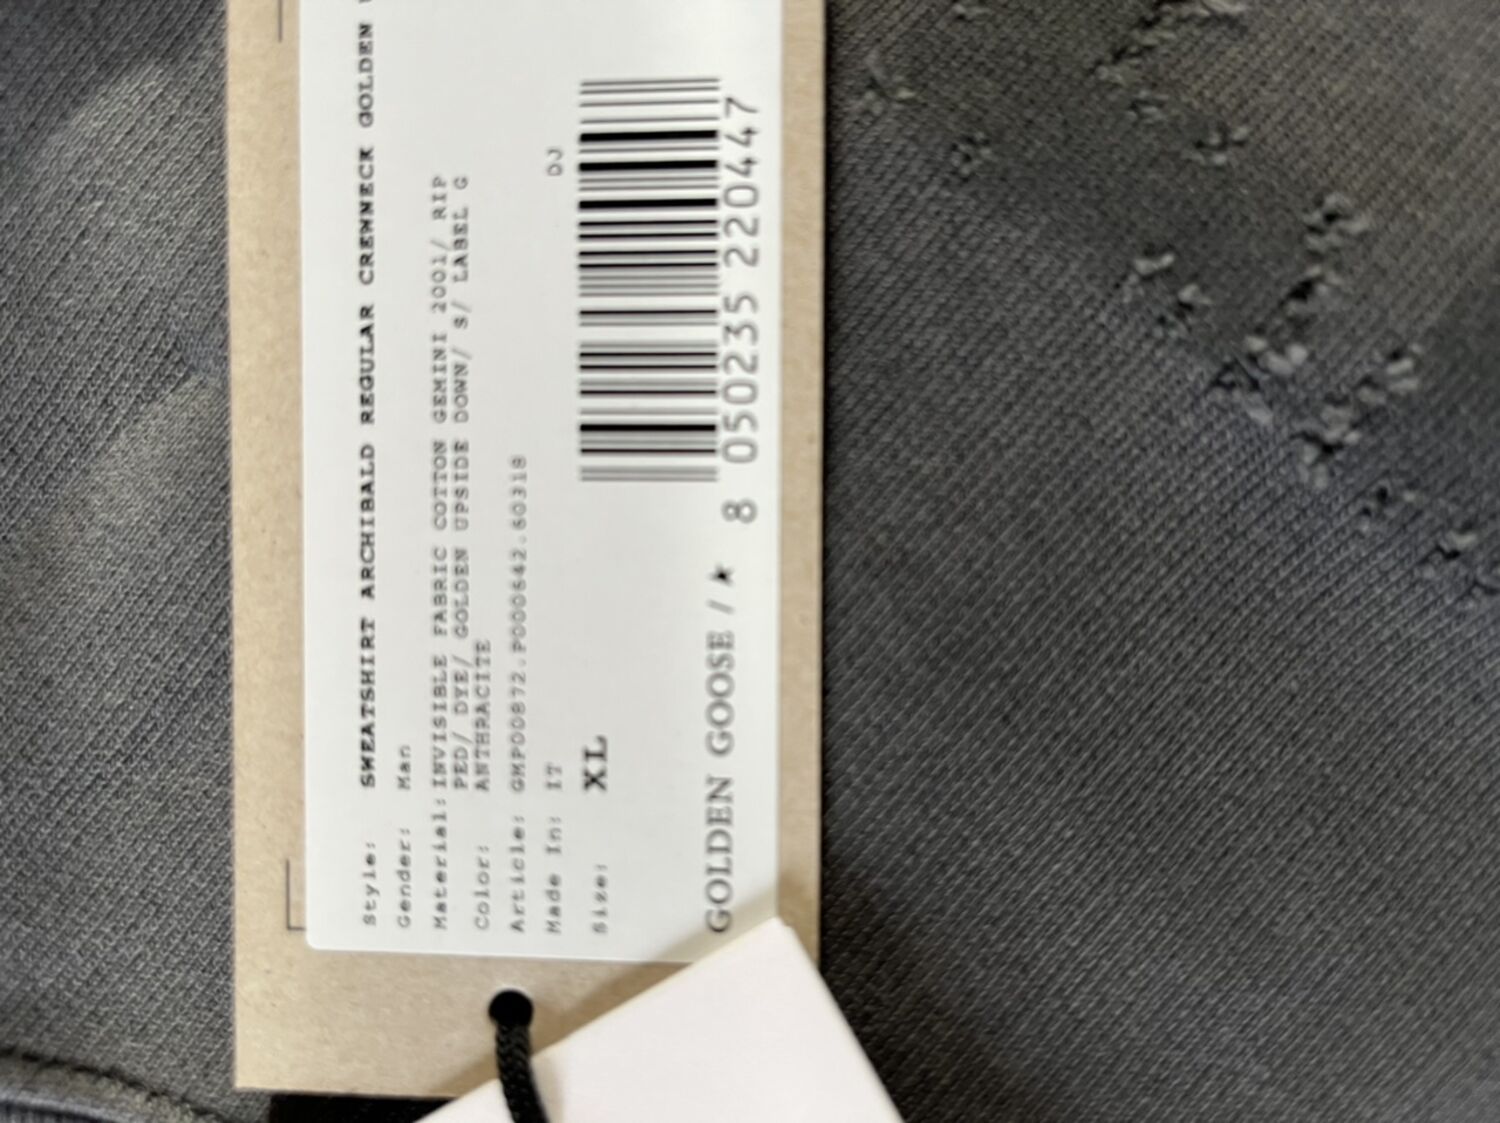 Style: SWEATSHIRT ARCHIBALD REGULAR CREWNECK GOLDEN
Gender: Man
Material: INVISIBLE FABRIC COTTON GEMINI 2001/ RIP
PED/ DYE/ GOLDEN UPSIDE DOWN/ S/ LABEL G
Color: ANTHRACITE
Article: GMP00872.P000642.60318
Made In: IT DJ
Size: XL
8 050235 220447
GOLDEN GOOSE / ★